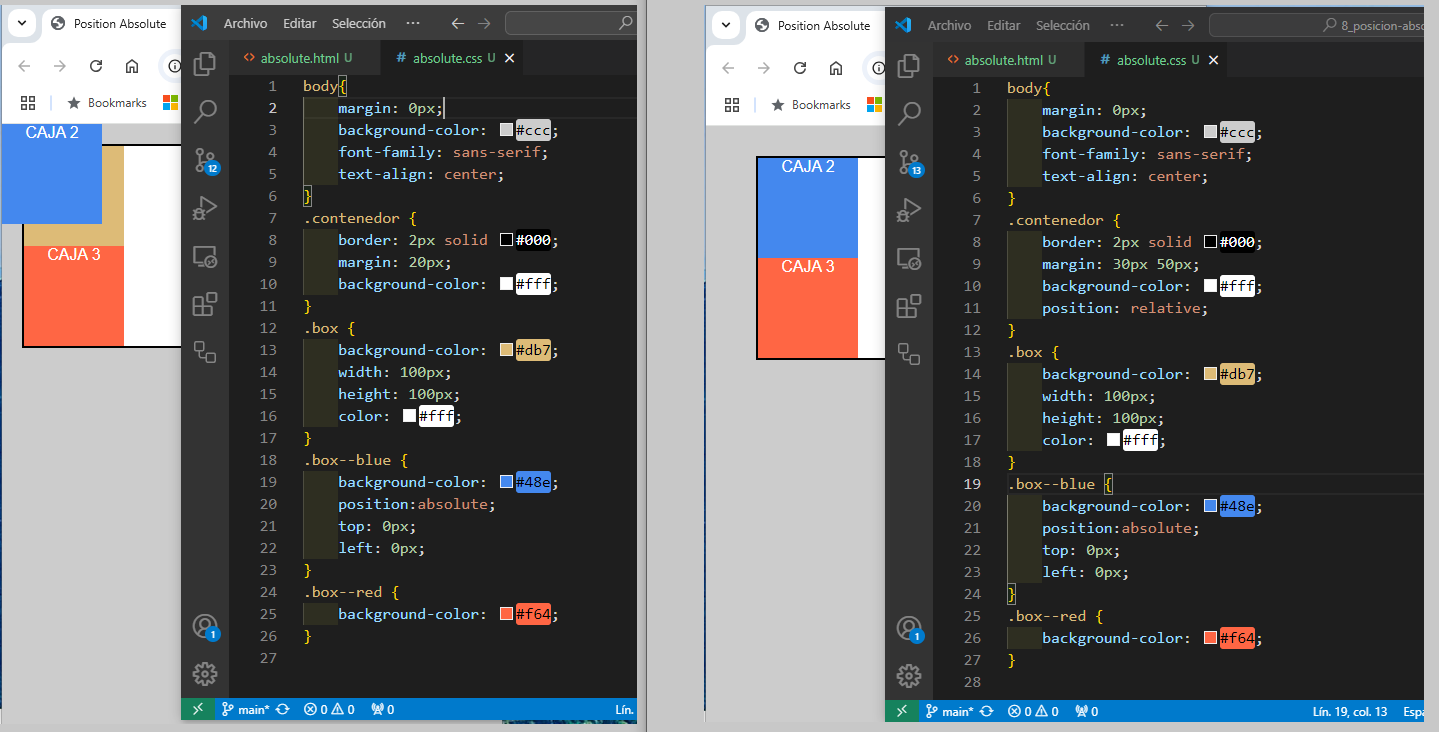 Position Absolute
Bookmarks
CAJA 2
CAJA 3
Archivo Editar Selección ···
absolute.html U
# absolute.css U
12
1
1 body{
2 margin: 0px;
3 background-color: #ccc;
4 font-family: sans-serif;
5 text-align: center;
6 }
7 .contenedor {
8 border: 2px solid #000;
9 margin: 20px;
10 background-color: #fff;
11 }
12 .box {
13 background-color: #db7;
14 width: 100px;
15 height: 100px;
16 color: #fff;
17 }
18 .box--blue {
19 background-color: #48e;
20 position:absolute;
21 top: 0px;
22 left: 0px;
23 }
24 .box--red {
25 background-color: #f64;
26 }
27
main* 0 0 0 Lín.
Position Absolute
Bookmarks
CAJA 2
CAJA 3
Archivo Editar Selección ··· 8_posicion-abso
absolute.html U
# absolute.css U
13
1
1 body{
2 margin: 0px;
3 background-color: #ccc;
4 font-family: sans-serif;
5 text-align: center;
6 }
7 .contenedor {
8 border: 2px solid #000;
9 margin: 30px 50px;
10 background-color: #fff;
11 position: relative;
12 }
13 .box {
14 background-color: #db7;
15 width: 100px;
16 height: 100px;
17 color: #fff;
18 }
19 .box--blue {
20 background-color: #48e;
21 position:absolute;
22 top: 0px;
23 left: 0px;
24 }
25 .box--red {
26 background-color: #f64;
27 }
28
main* 0 0 0 Lín. 19, col. 13 Espa